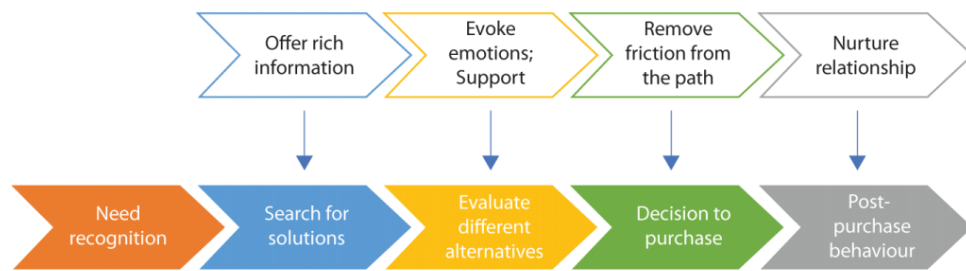 Offer rich
information
Evoke
emotions;
Support
Remove
friction from
the path
Nurture
relationship
Need
recognition
Search for
solutions
Evaluate
different
alternatives
Decision to
purchase
Post-
purchase
behaviour